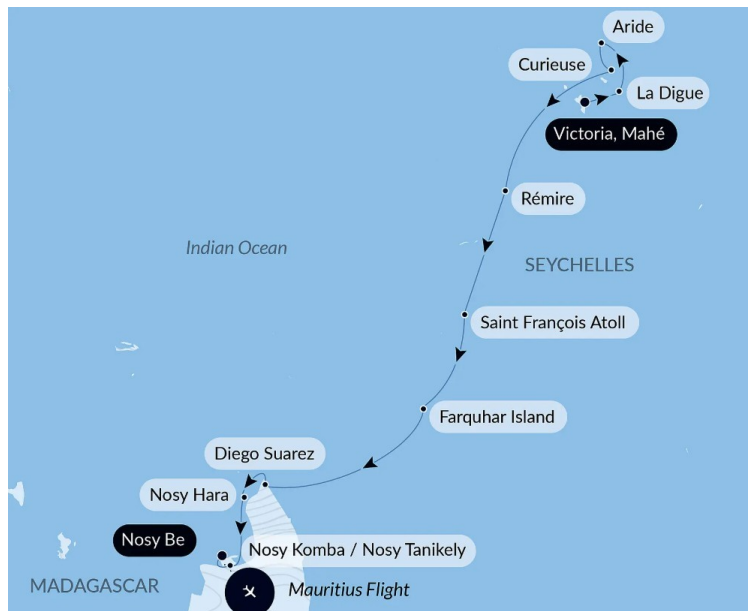 Aride
Curieuse
La Digue
Victoria, Mahé
Rémire
Indian Ocean
SEYCHELLES
Saint François Atoll
Farquhar Island
Diego Suarez
Nosy Hara
Nosy Be
Nosy Komba / Nosy Tanikely
MADAGASCAR
Mauritius Flight